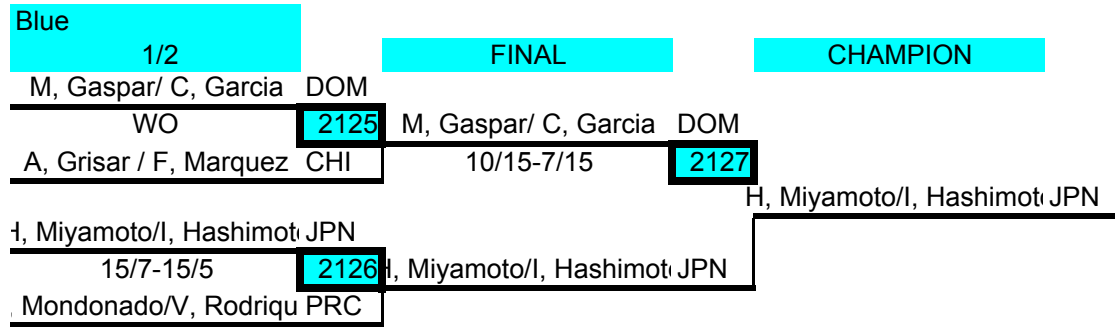 Blue
1/2 FINAL CHAMPION
M, Gaspar/ C, Garcia DOM
WO 2125 M, Gaspar/ C, Garcia DOM
A, Grisar / F, Marquez CHI 10/15-7/15 2127
H, Miyamoto/I, Hashimot JPN
, Miyamoto/I, Hashimot JPN
15/7-15/5 2126 , Miyamoto/I, Hashimot JPN
Mondonado/V, Rodriqu PRC